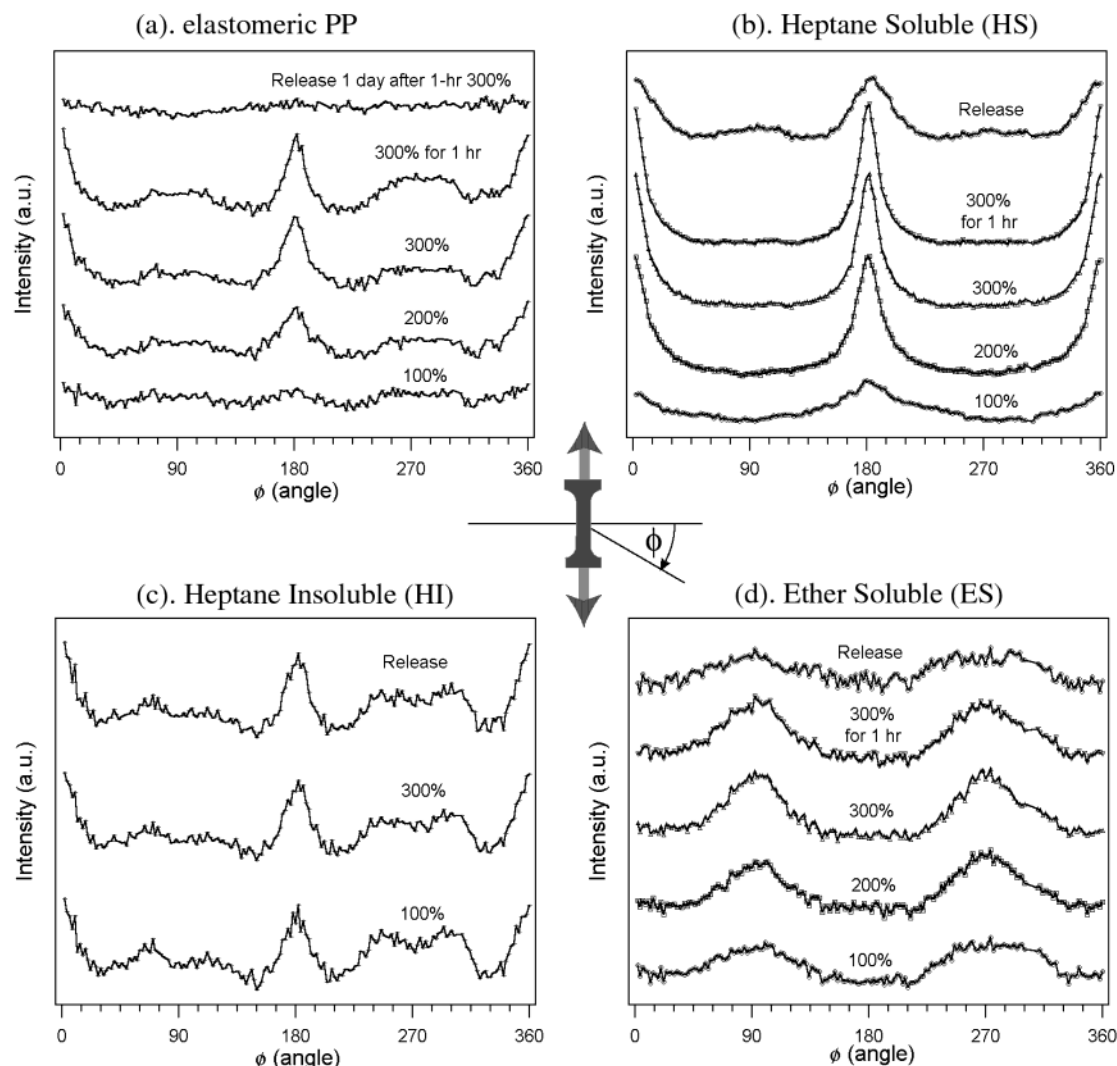 (a). elastomeric PP
Intensity (a.u.)
Release 1 day after 1-hr 300%
300% for 1 hr
300%
200%
100%
0 90 180 270 360
ϕ (angle)
(b). Heptane Soluble (HS)
Intensity (a.u.)
Release
300%
for 1 hr
300%
200%
100%
0 90 180 270 360
ϕ (angle)
ϕ
(c). Heptane Insoluble (HI)
Intensity (a.u.)
Release
300%
100%
0 90 180 270 360
ϕ (angle)
(d). Ether Soluble (ES)
Intensity (a.u.)
Release
300%
for 1 hr
300%
200%
100%
0 90 180 270 360
ϕ (angle)